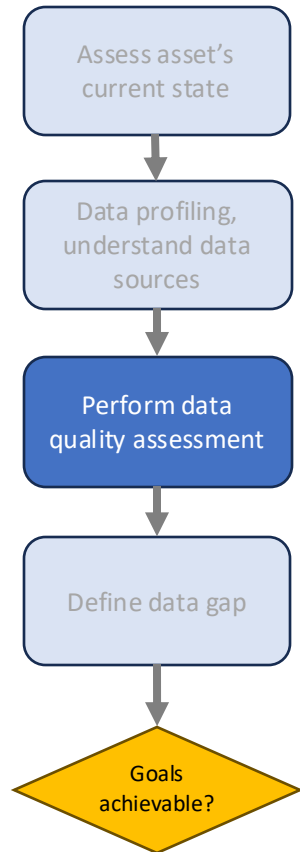 Assess asset’s
current state
Data profiling,
understand data
sources
Perform data
quality assessment
Define data gap
Goals
achievable?